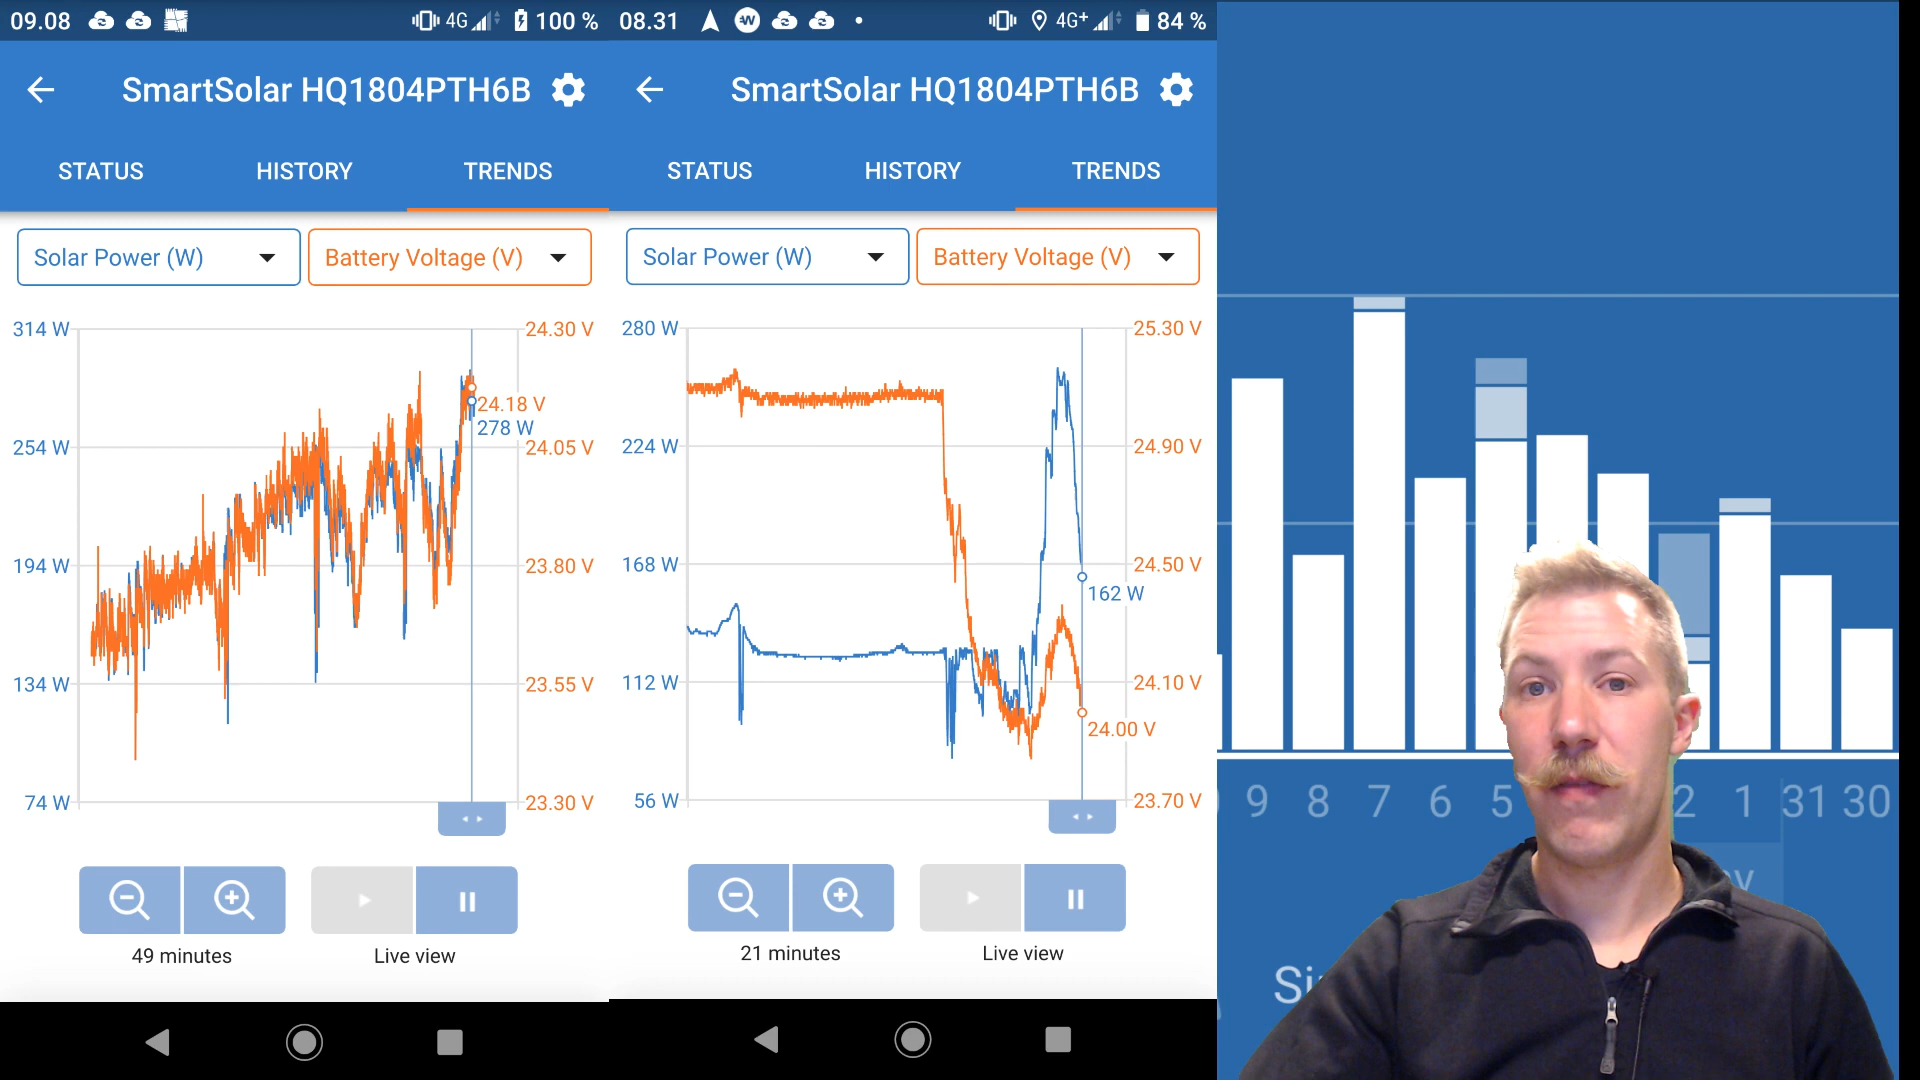 09.08 4G 100 %
SmartSolar HQ1804PTH6B
STATUS HISTORY TRENDS
Solar Power (W) Battery Voltage (V)
314 W 24.30 V
24.18 V
278 W
254 W 24.05 V
194 W 23.80 V
134 W 23.55 V
74 W 23.30 V
49 minutes Live view
08.31 4G+ 84 %
SmartSolar HQ1804PTH6B
STATUS HISTORY TRENDS
Solar Power (W) Battery Voltage (V)
280 W 25.30 V
224 W 24.90 V
168 W 24.50 V
162 W
112 W 24.10 V
24.00 V
56 W 23.70 V
21 minutes Live view
9 8 7 6 5 2 1 31 30